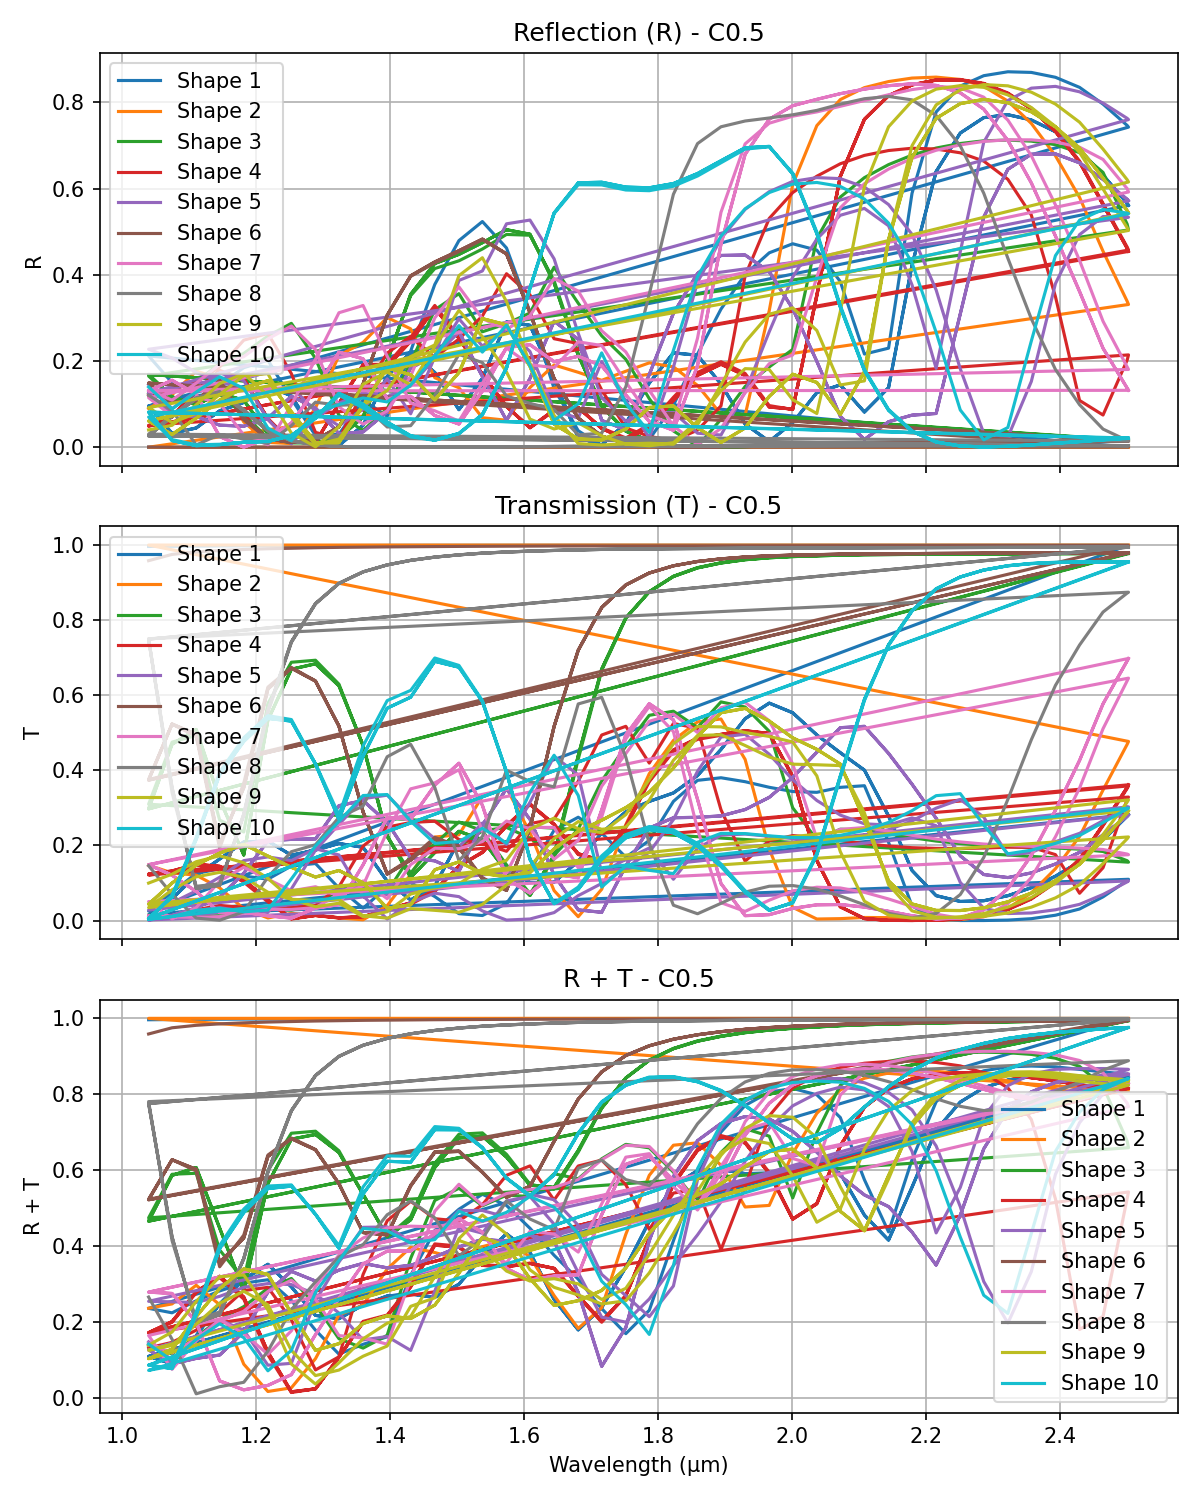 Reflection (R) - C0.5
0.8
0.6
0.4
0.2
0.0
R
Shape 1
Shape 2
Shape 3
Shape 4
Shape 5
Shape 6
Shape 7
Shape 8
Shape 9
Shape 10
Transmission (T) - C0.5
1.0
0.8
0.6
0.4
0.2
0.0
T
Shape 1
Shape 2
Shape 3
Shape 4
Shape 5
Shape 6
Shape 7
Shape 8
Shape 9
Shape 10
R + T - C0.5
1.0
0.8
0.6
0.4
0.2
0.0
R + T
Shape 1
Shape 2
Shape 3
Shape 4
Shape 5
Shape 6
Shape 7
Shape 8
Shape 9
Shape 10
1.0 1.2 1.4 1.6 1.8 2.0 2.2 2.4
Wavelength (µm)